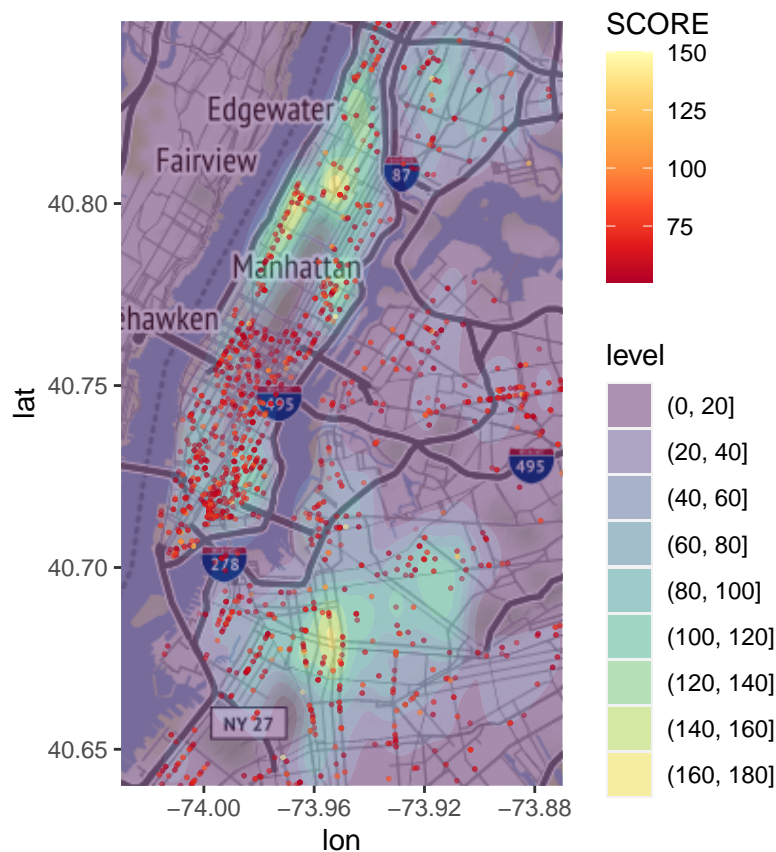 SCORE
150
125
100
75
Edgewater
Fairview
87
Manhattan
ehawken
495
495
278
NY 27
40.80
40.75
40.70
40.65
lat
−74.00
−73.96
−73.92
−73.88
lon
level
(0, 20]
(20, 40]
(40, 60]
(60, 80]
(80, 100]
(100, 120]
(120, 140]
(140, 160]
(160, 180]